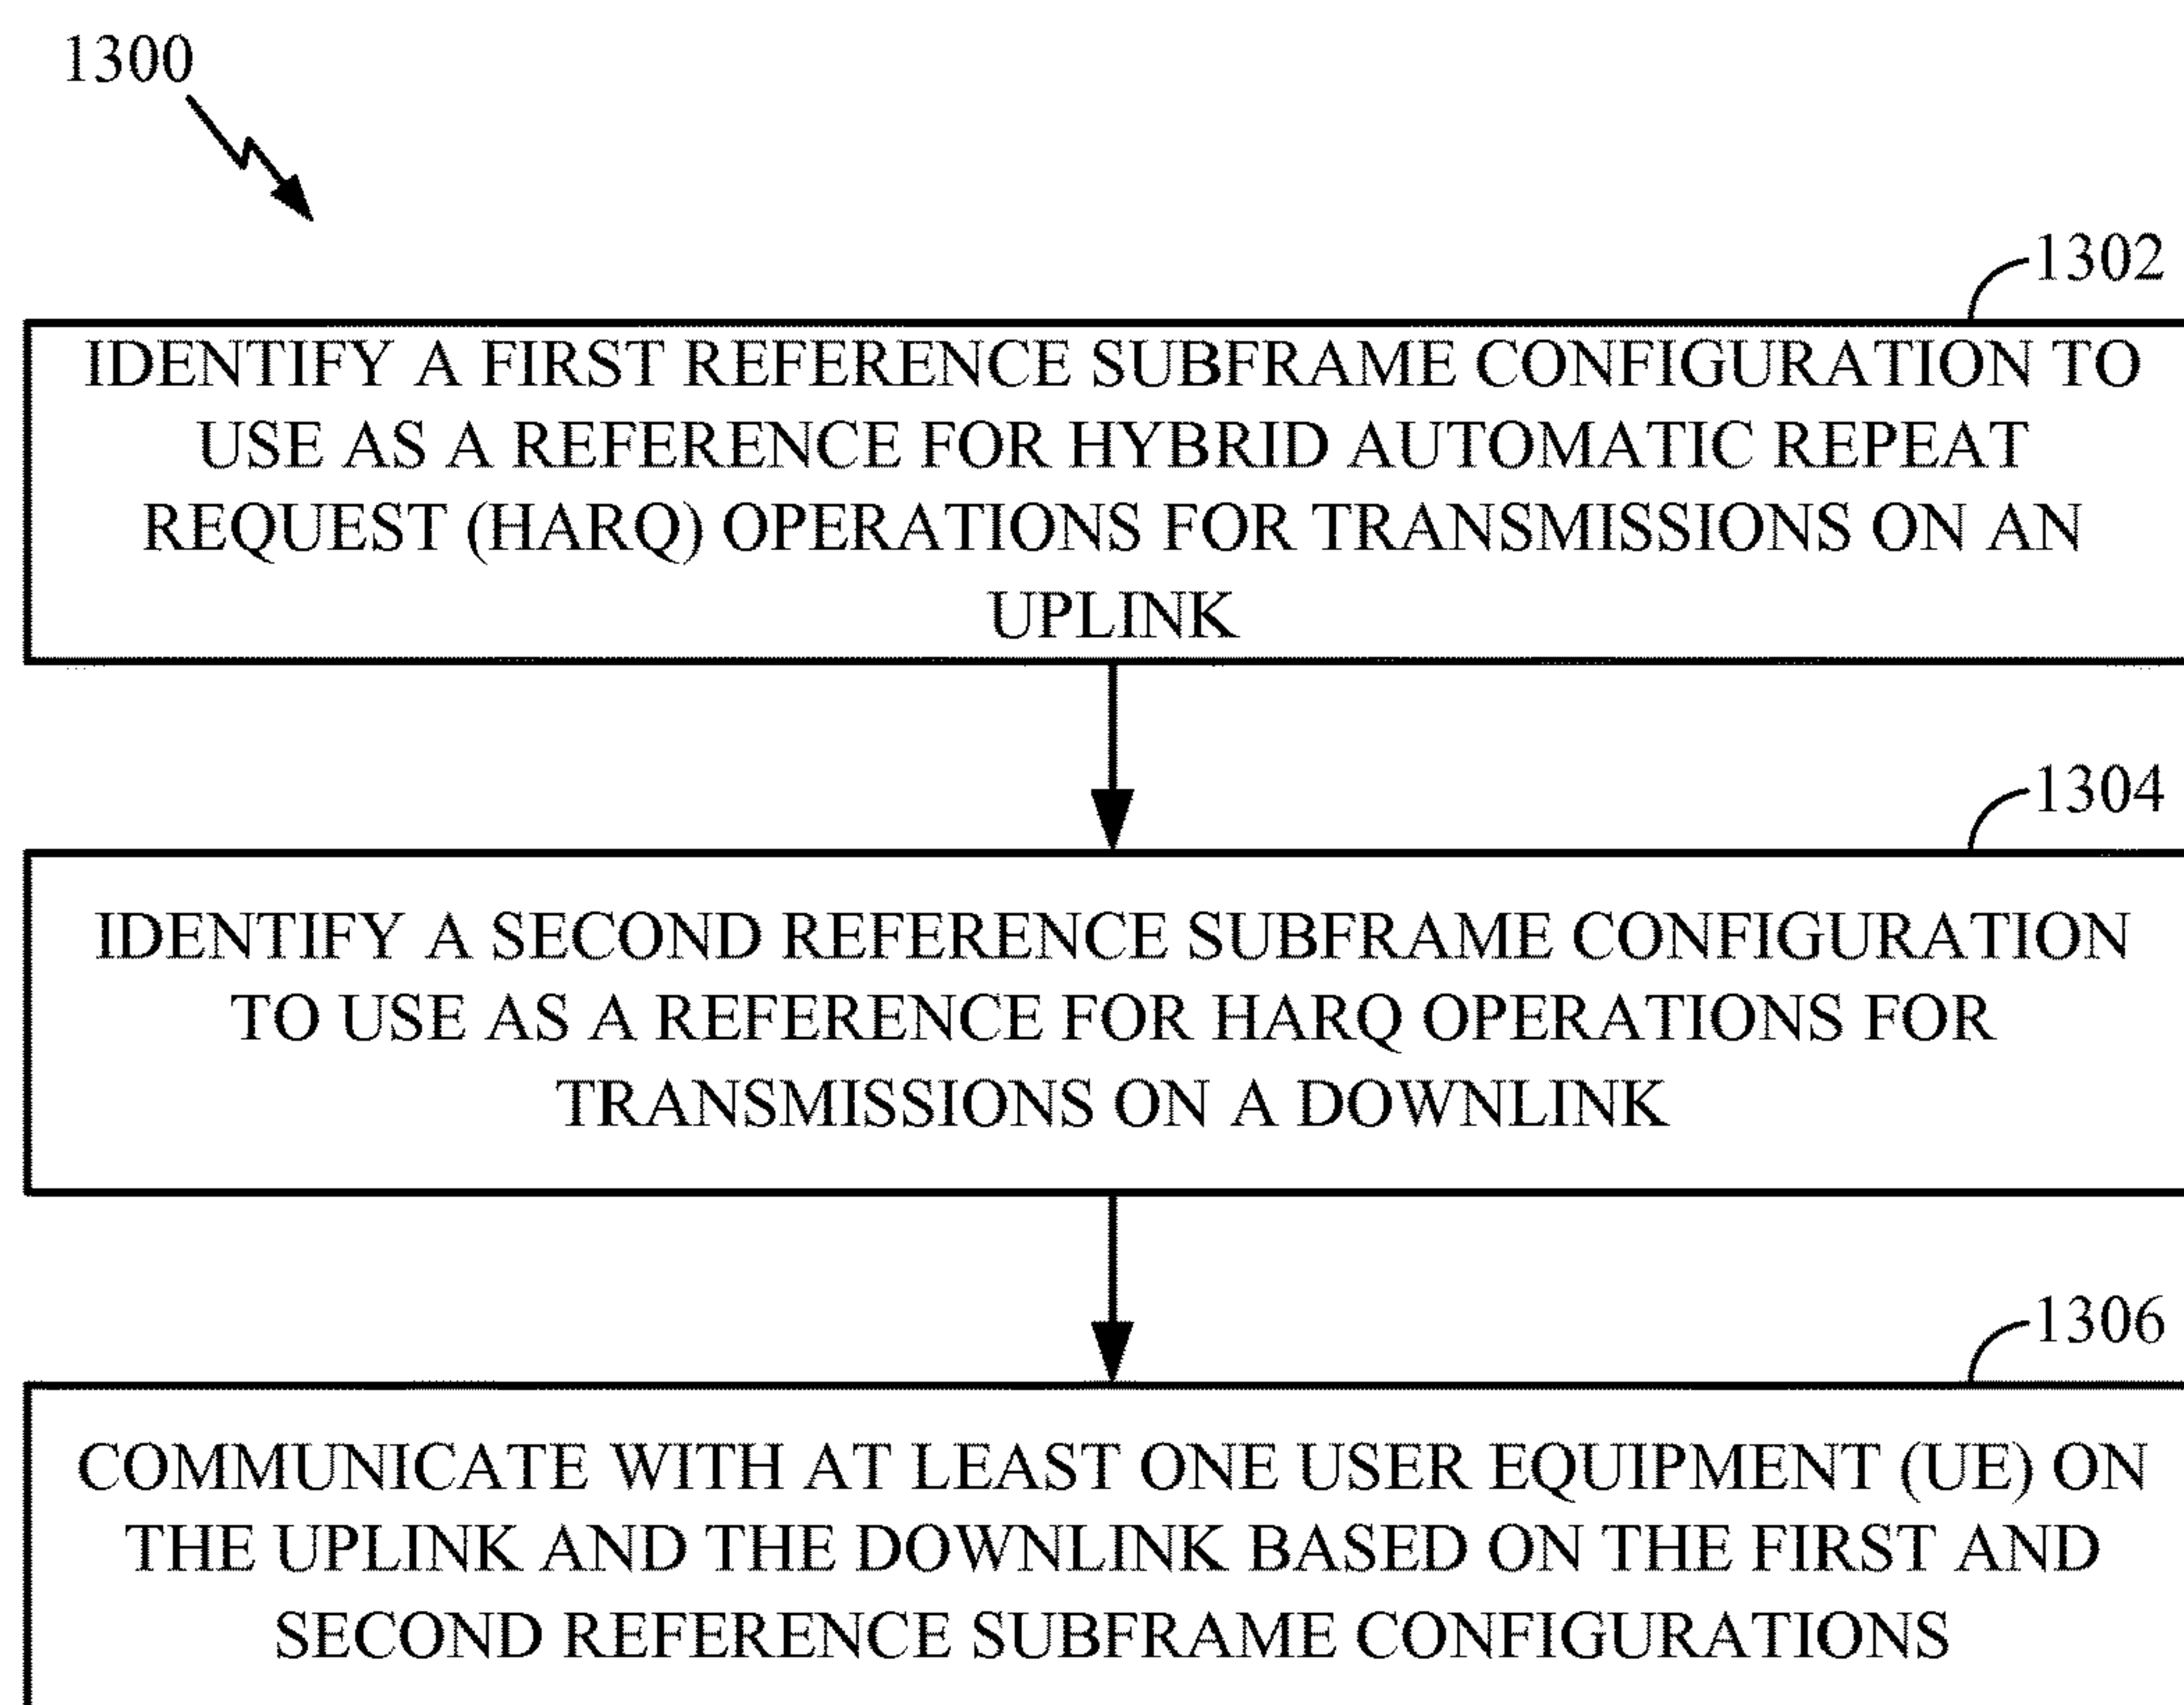 1300
1302
IDENTIFY A FIRST REFERENCE SUBFRAME CONFIGURATION TO
USE AS A REFERENCE FOR HYBRID AUTOMATIC REPEAT
REQUEST (HARQ) OPERATIONS FOR TRANSMISSIONS ON AN
UPLINK
1304
IDENTIFY A SECOND REFERENCE SUBFRAME CONFIGURATION
TO USE AS A REFERENCE FOR HARQ OPERATIONS FOR
TRANSMISSIONS ON A DOWNLINK
1306
COMMUNICATE WITH AT LEAST ONE USER EQUIPMENT (UE) ON
THE UPLINK AND THE DOWNLINK BASED ON THE FIRST AND
SECOND REFERENCE SUBFRAME CONFIGURATIONS